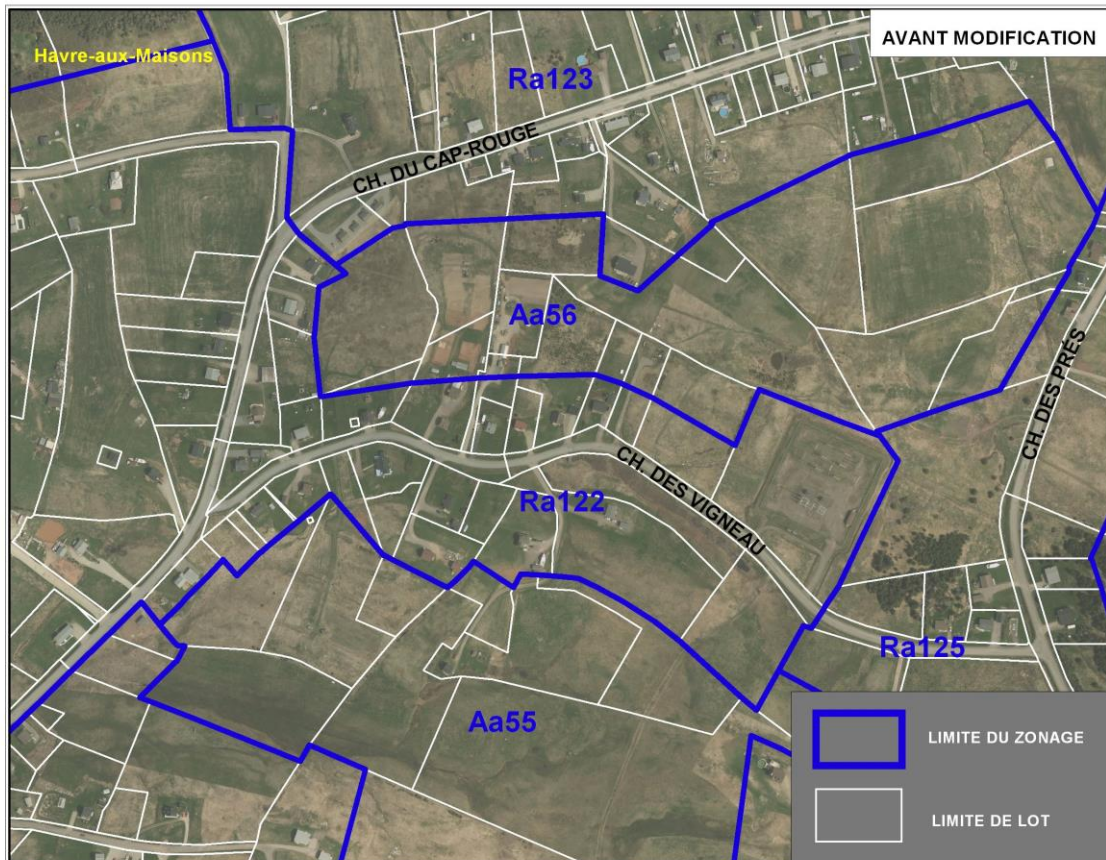 AVANT MODIFICATION
Havre-aux-Maisons
Ra123
CH. DU CAP-ROUGE
Aa56
CH. DES PRÉS
CH. DES VIGNEAU
Ra122
Ra125
Aa55
LIMITE DU ZONAGE
LIMITE DE LOT